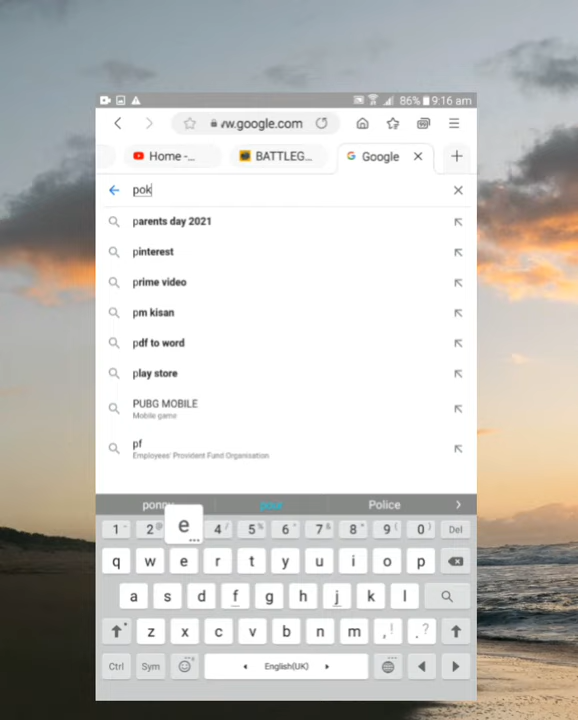 86% 9:16 am
.w.google.com
Home -... BATTLEG... Google
pok
parents day 2021
pinterest
prime video
pm kisan
pdf to word
play store
PUBG MOBILE
Mobile game
pf
Employees' Provident Fund Organisation
Police
e
1 2 @ 4 / 5 % 6 ^ 7 & 8 * 9 ( 0 ) Del
q w e r t y u i o p
a s d f g h j k l
z x c v b n m , ! . ?
Ctrl Sym English(UK)